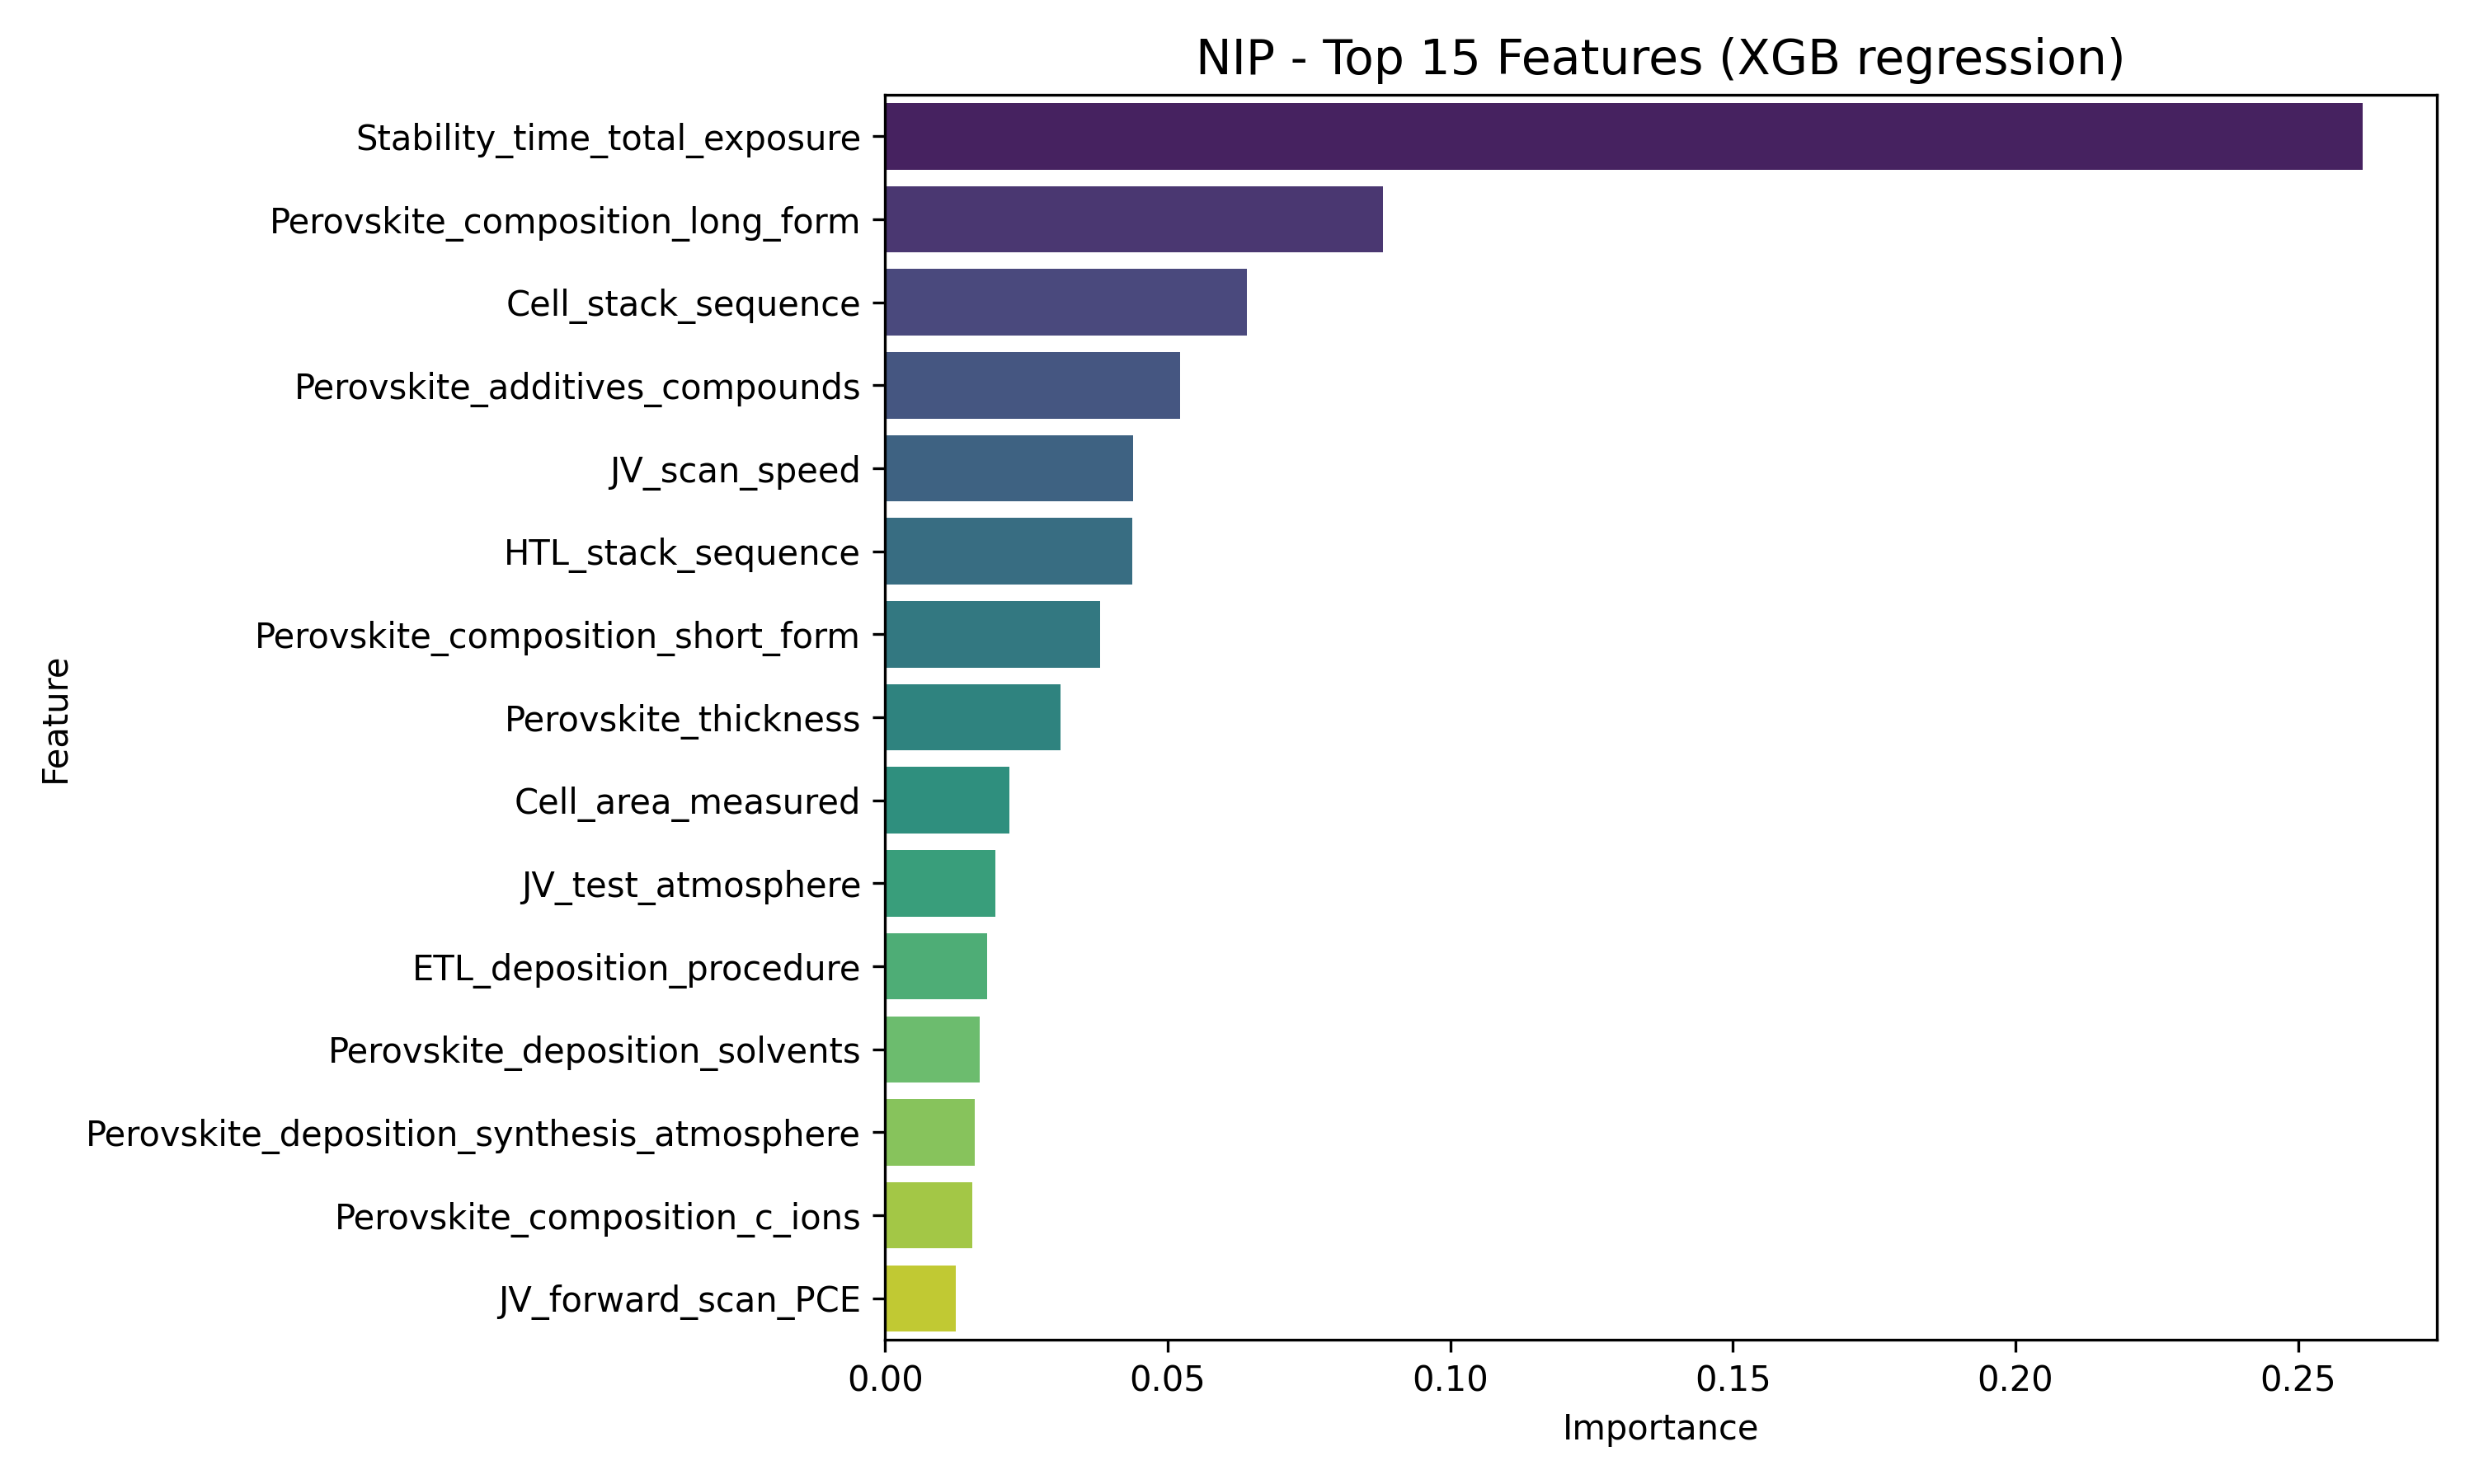 NIP - Top 15 Features (XGB regression)
Stability_time_total_exposure
Perovskite_composition_long_form
Cell_stack_sequence
Perovskite_additives_compounds
JV_scan_speed
HTL_stack_sequence
Perovskite_composition_short_form
Perovskite_thickness
Cell_area_measured
JV_test_atmosphere
ETL_deposition_procedure
Perovskite_deposition_solvents
Perovskite_deposition_synthesis_atmosphere
Perovskite_composition_c_ions
JV_forward_scan_PCE
Feature
0.00 0.05 0.10 0.15 0.20 0.25
Importance